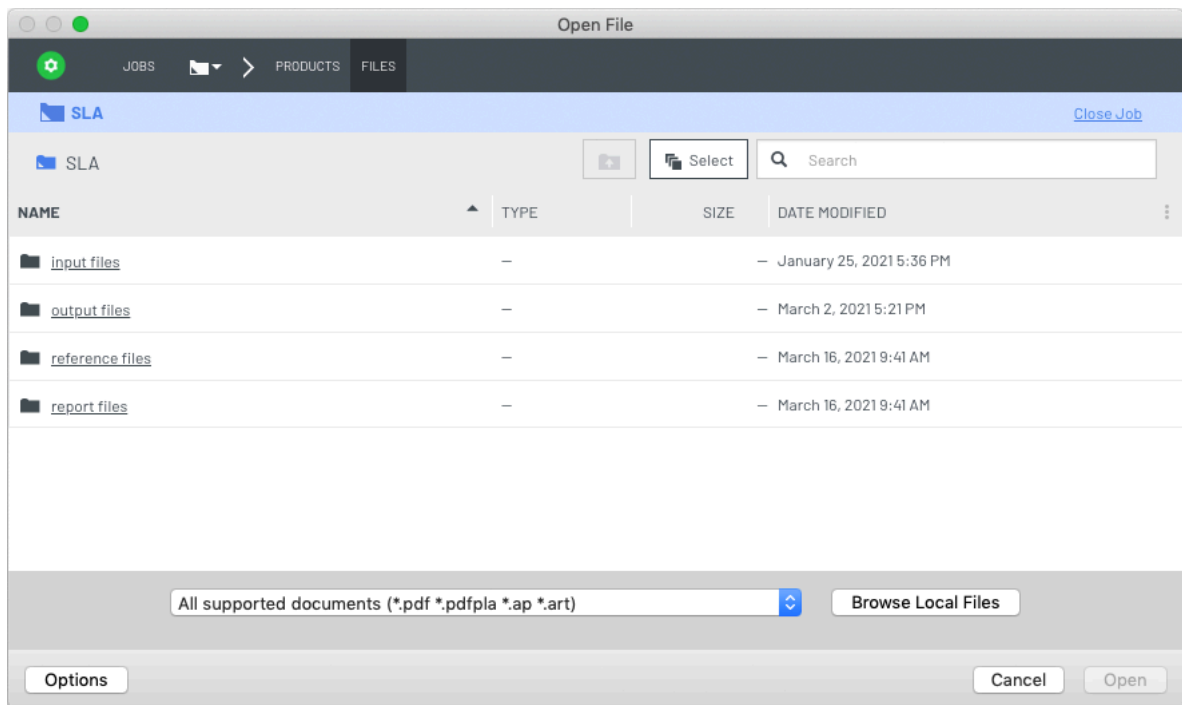 Open File
JOBS PRODUCTS FILES
SLA Close Job
SLA Select Search
NAME TYPE SIZE DATE MODIFIED
input files — — January 25, 2021 5:36 PM
output files — — March 2, 2021 5:21 PM
reference files — — March 16, 2021 9:41 AM
report files — — March 16, 2021 9:41 AM
All supported documents (*.pdf *.pdfpla *.ap *.art) Browse Local Files
Options Cancel Open